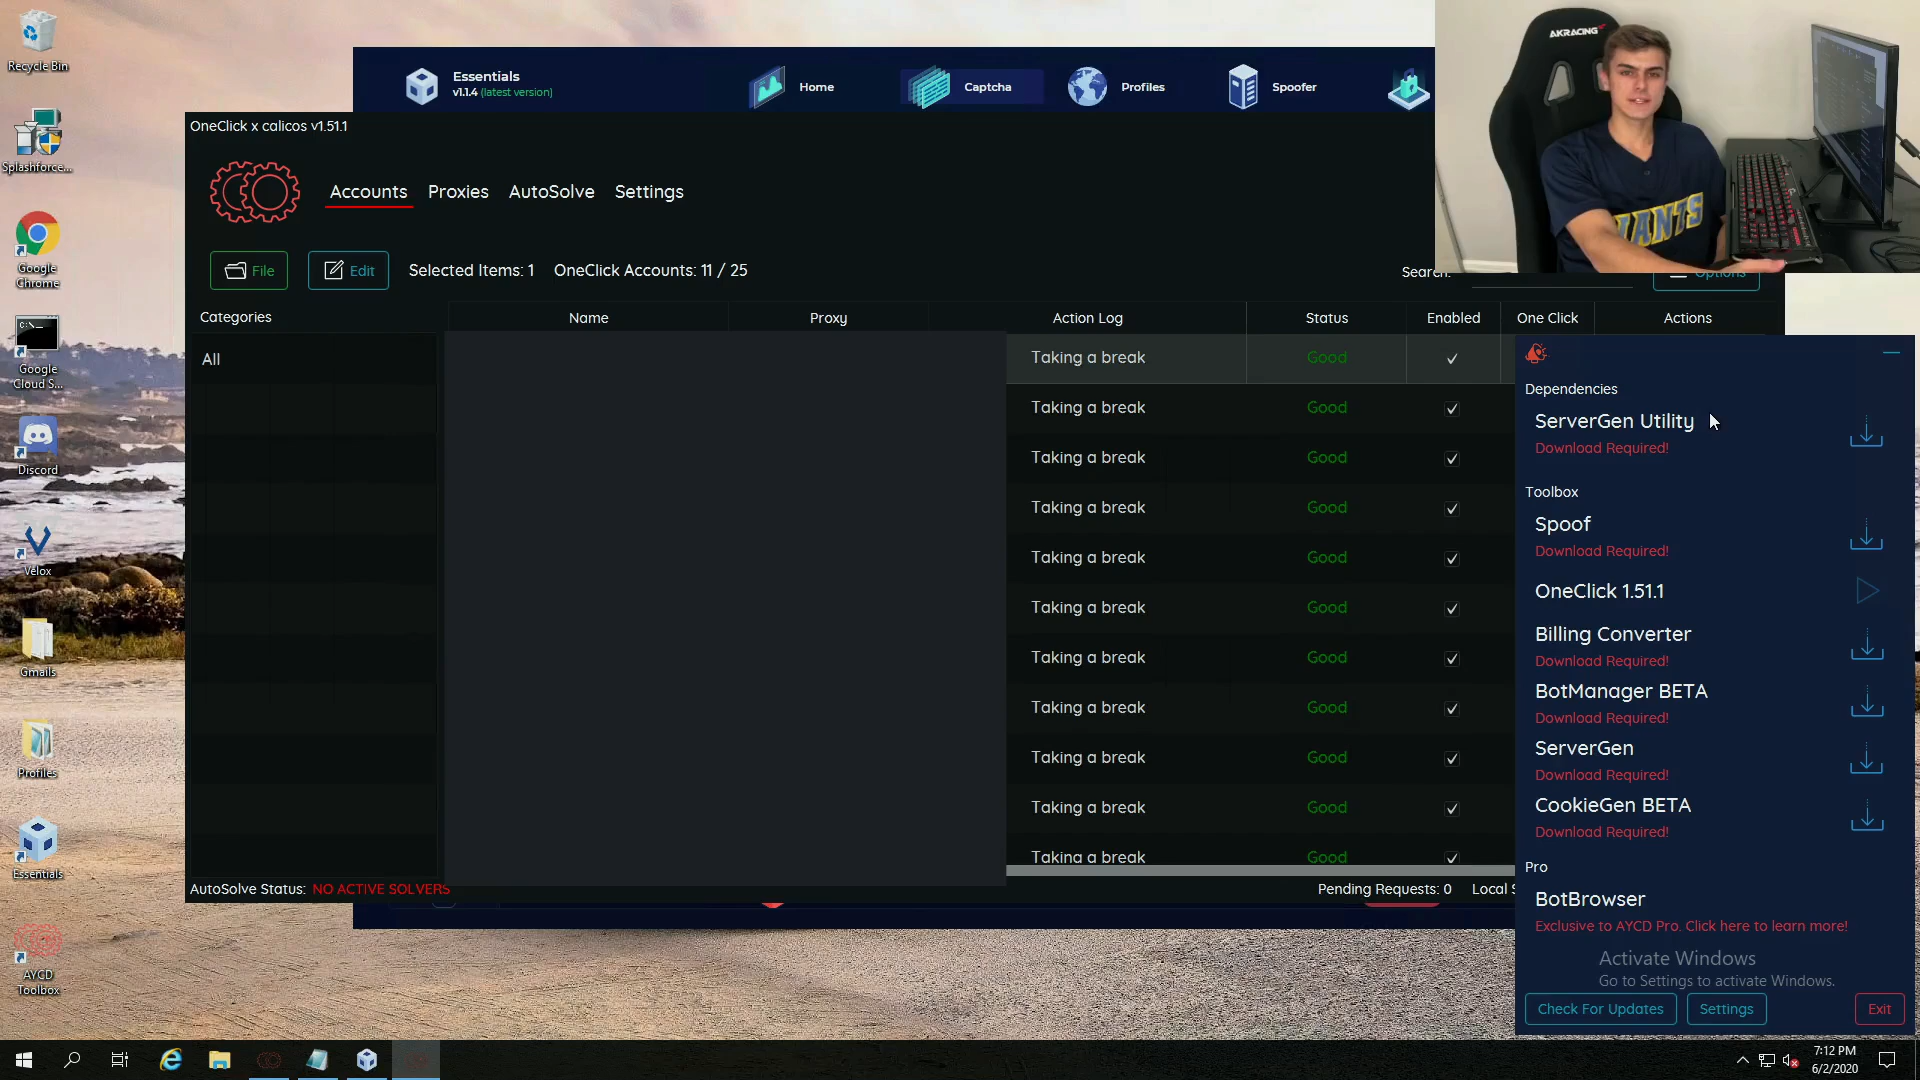 Recycle Bin
Splashforce...
Google
Chrome
Google
Cloud S...
Discord
Velox
Gmails
Profiles
Essentials
AYCD
Toolbox
Essentials
v1.1.4 (latest version)
Home
Captcha
Profiles
Spoofer
OneClick x calicos v1.51.1
Accounts
Proxies
AutoSolve
Settings
File
Edit
Selected Items: 1
OneClick Accounts: 11 / 25
Search:
Options
Categories
Name
Proxy
Action Log
Status
Enabled
One Click
Actions
All
Taking a break Good
Taking a break Good
Taking a break Good
Taking a break Good
Taking a break Good
Taking a break Good
Taking a break Good
Taking a break Good
Taking a break Good
Taking a break Good
Taking a break Good
AutoSolve Status: NO ACTIVE SOLVERS
Pending Requests: 0
Local S
Dependencies
ServerGen Utility
Download Required!
Toolbox
Spoof
Download Required!
OneClick 1.51.1
Billing Converter
Download Required!
BotManager BETA
Download Required!
ServerGen
Download Required!
CookieGen BETA
Download Required!
Pro
BotBrowser
Exclusive to AYCD Pro. Click here to learn more!
Activate Windows
Go to Settings to activate Windows.
Check For Updates
Settings
Exit
7:12 PM
6/2/2020
AKRACING
IANTS